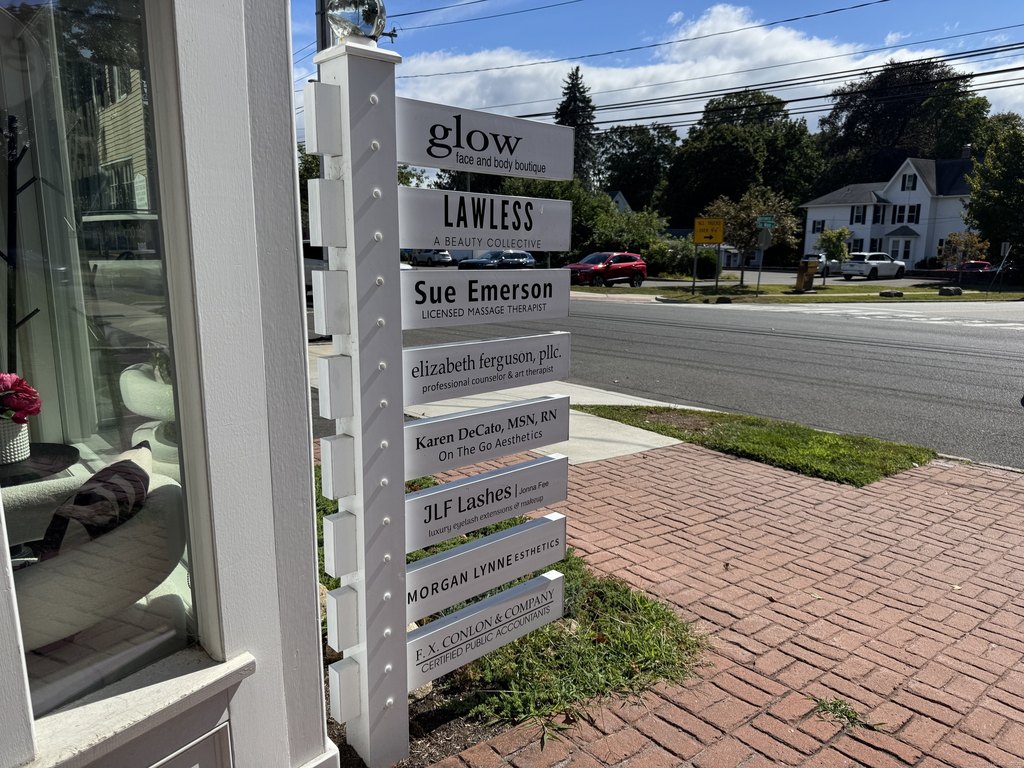 glow
face and body boutique
LAWLESS
A BEAUTY COLLECTIVE
Sue Emerson
LICENSED MASSAGE THERAPIST
elizabeth ferguson, pllc.
professional counselor & art therapist
Karen DeCato, MSN, RN
On The Go Aesthetics
JLF Lashes | Jonna Fee
luxury eyelash extensions & makeup
MORGAN LYNNE ESTHETICS
F. X. CONLON & COMPANY
CERTIFIED PUBLIC ACCOUNTANTS